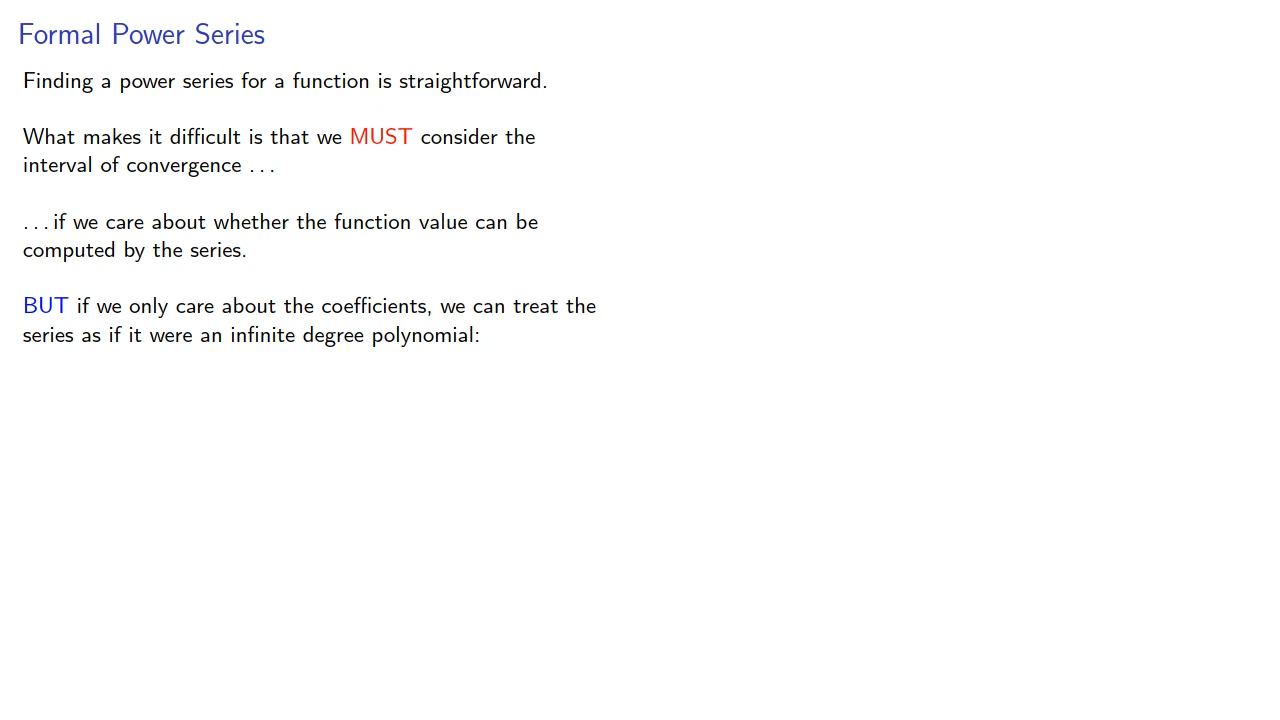 Formal Power Series
Finding a power series for a function is straightforward.
What makes it difficult is that we MUST consider the
interval of convergence . . .
. . . if we care about whether the function value can be
computed by the series.
BUT if we only care about the coefficients, we can treat the
series as if it were an infinite degree polynomial: